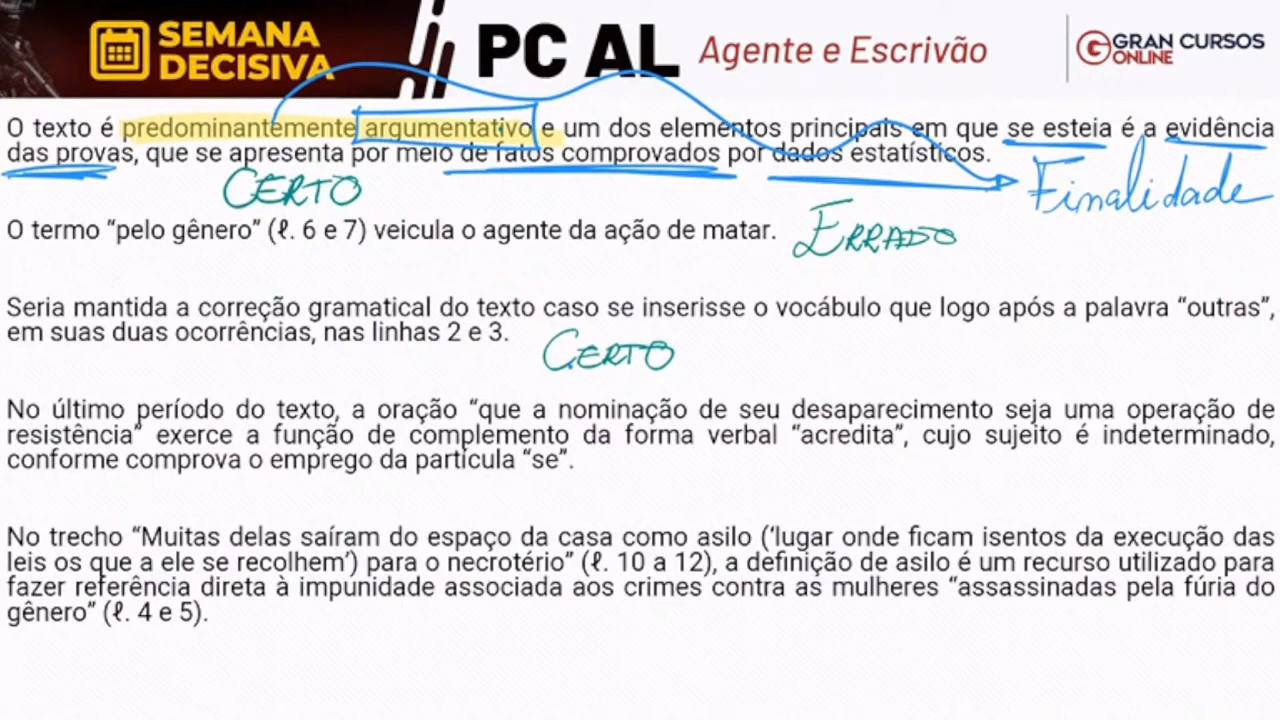 SEMANA
DECISIVA
PC AL
Agente e Escrivão
GRAN CURSOS
ONLINE
O texto é predominantemente argumentativo e um dos elementos principais em que se esteia é a evidência
das provas, que se apresenta por meio de fatos comprovados por dados estatísticos.
CERTO
Finalidade
O termo “pelo gênero” (ℓ. 6 e 7) veicula o agente da ação de matar.
ERRADO
Seria mantida a correção gramatical do texto caso se inserisse o vocábulo que logo após a palavra “outras”,
em suas duas ocorrências, nas linhas 2 e 3.
CERTO
No último período do texto, a oração “que a nominação de seu desaparecimento seja uma operação de
resistência” exerce a função de complemento da forma verbal “acredita”, cujo sujeito é indeterminado,
conforme comprova o emprego da partícula “se”.
No trecho “Muitas delas saíram do espaço da casa como asilo (‘lugar onde ficam isentos da execução das
leis os que a ele se recolhem’) para o necrotério” (ℓ. 10 a 12), a definição de asilo é um recurso utilizado para
fazer referência direta à impunidade associada aos crimes contra as mulheres “assassinadas pela fúria do
gênero” (ℓ. 4 e 5).